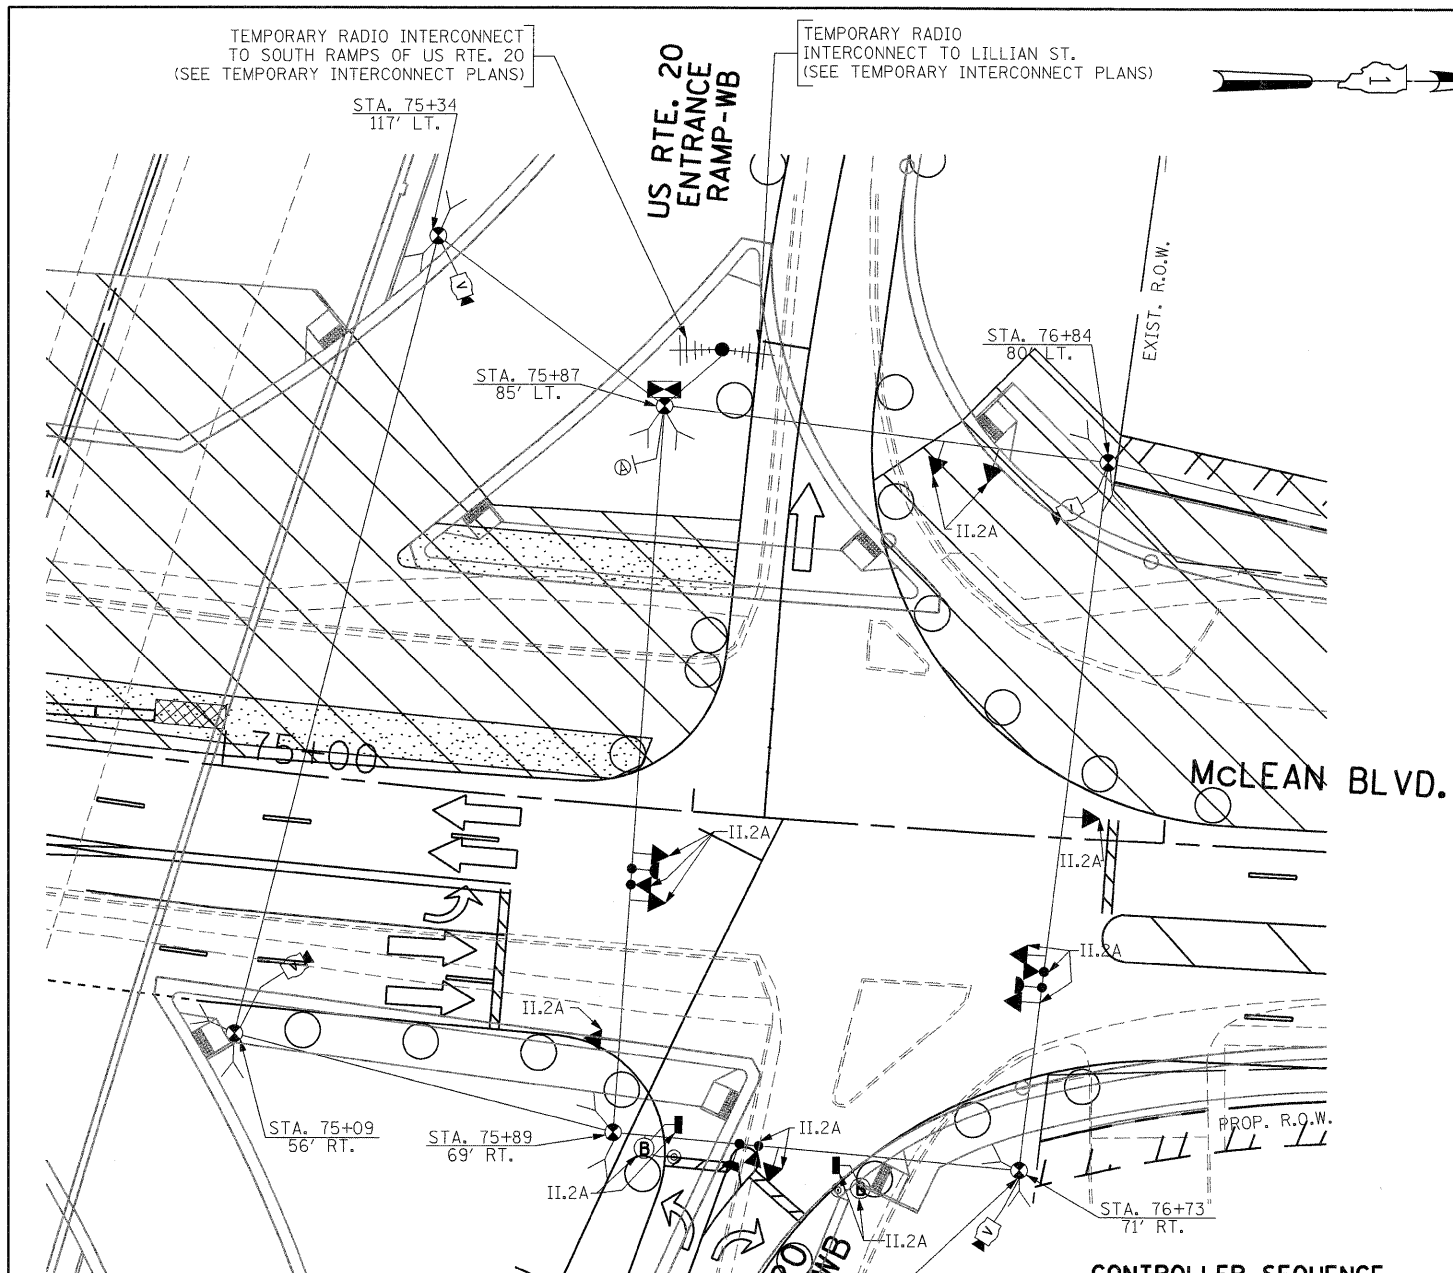 TEMPORARY RADIO INTERCONNECT
TO SOUTH RAMPS OF US RTE. 20
(SEE TEMPORARY INTERCONNECT PLANS)
TEMPORARY RADIO
INTERCONNECT TO LILLIAN ST.
(SEE TEMPORARY INTERCONNECT PLANS)
US RTE. 20
ENTRANCE
RAMP-WB
STA. 75+34
117' LT.
V
EXIST. R.O.W.
STA. 76+84
80' LT.
STA. 75+87
85' LT.
A
II.2A
75+00
McLEAN BLVD.
II.2A
II.2A
II.2A
V
II.2A
STA. 75+09
56' RT.
STA. 75+89
69' RT.
B
II.2A
II.2A
PROP. R.O.W.
B
STA. 76+73
71' RT.
V
II.2A
WB
CONTROLLER SEQUENCE